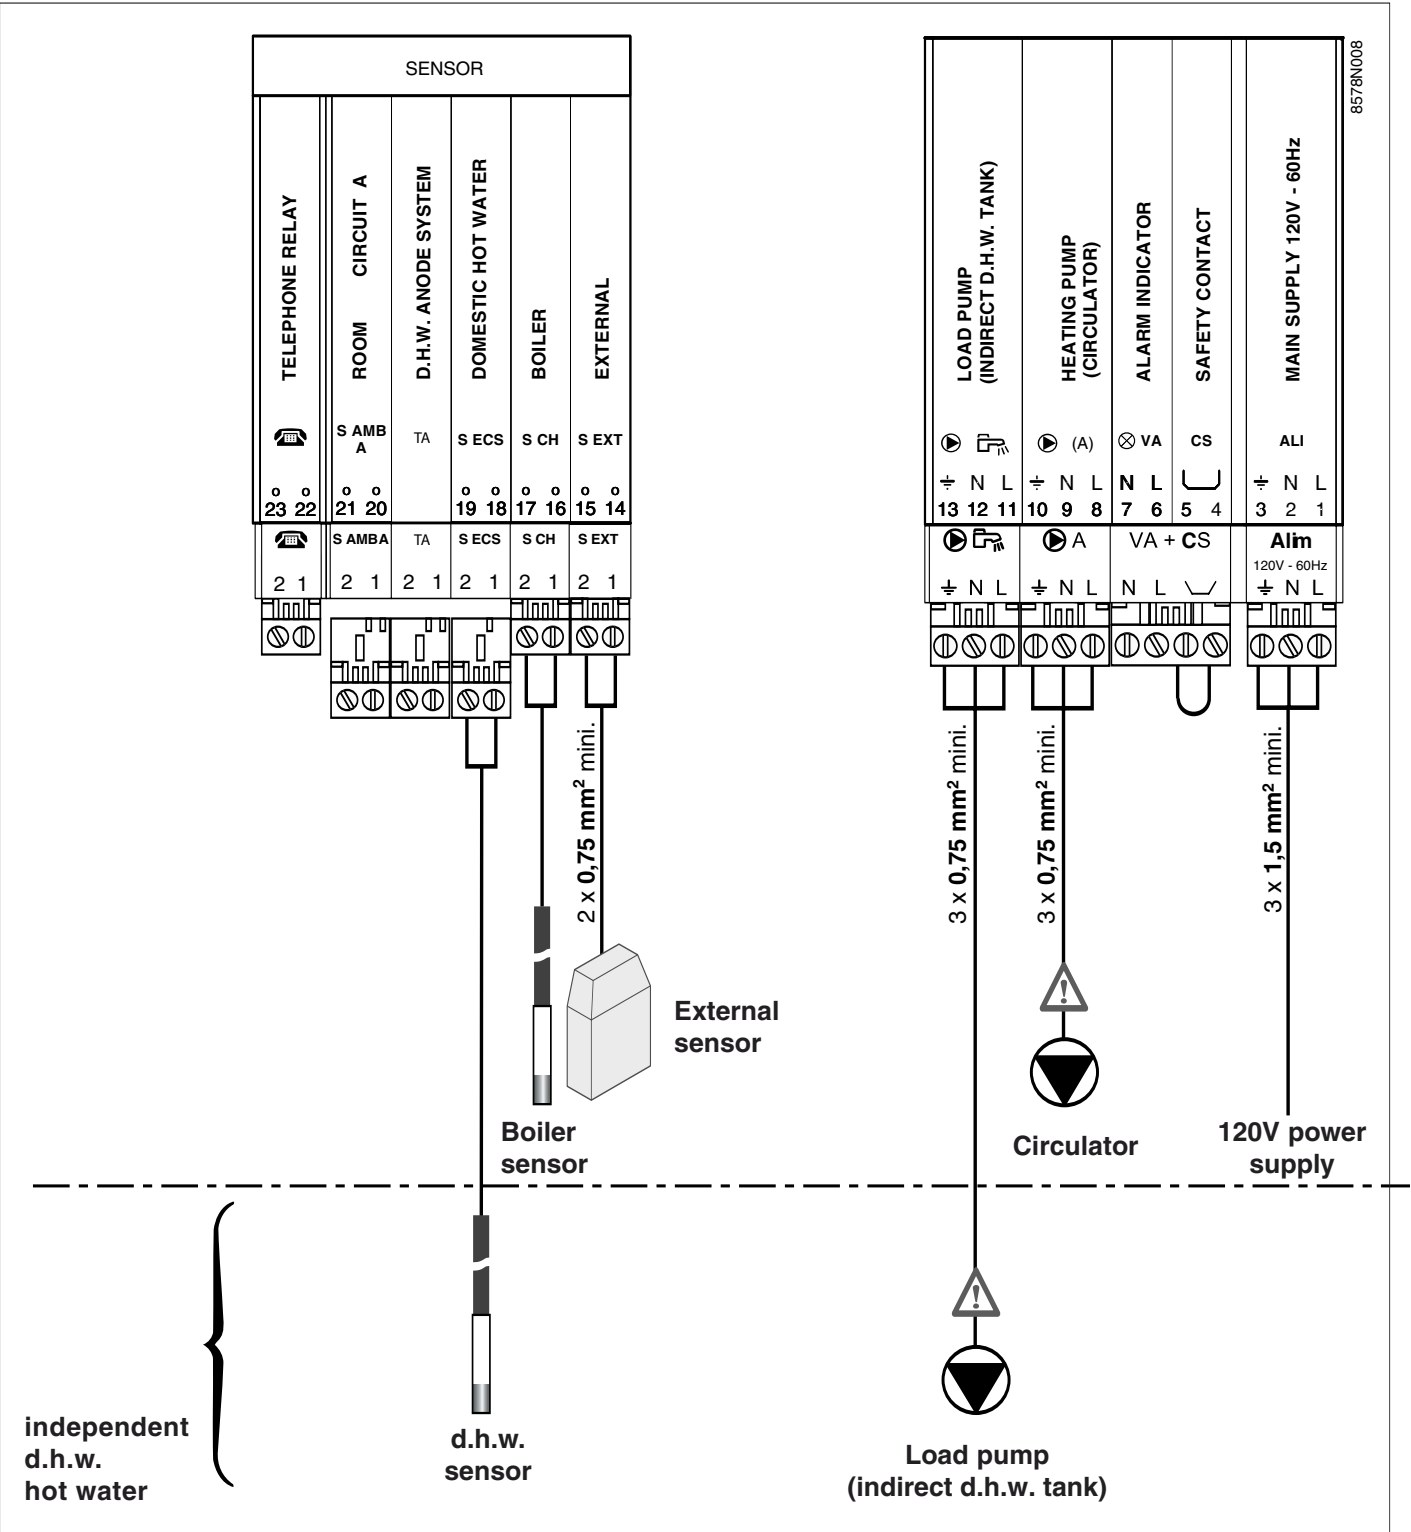 SENSOR
TELEPHONE RELAY
ROOM CIRCUIT A
D.H.W. ANODE SYSTEM
DOMESTIC HOT WATER
BOILER
EXTERNAL
S AMB
A
TA
S ECS
S CH
S EXT
23 22
21 20
19 18
17 16
15 14
S AMBA
TA
S ECS
S CH
S EXT
2 1
2 1
2 1
2 1
2 1
2 1
2 x 0,75 mm² mini.
External
sensor
Boiler
sensor
d.h.w.
sensor
independent
d.h.w.
hot water
8578N008
LOAD PUMP
(INDIRECT D.H.W. TANK)
HEATING PUMP
(CIRCULATOR)
ALARM INDICATOR
SAFETY CONTACT
MAIN SUPPLY 120V - 60Hz
(A)
VA
CS
ALI
N L
N L
N L
N L
13 12 11
10 9 8
7 6
5 4
3 2 1
A
VA + CS
Alim
120V - 60Hz
N L
N L
N L
N L
3 x 0,75 mm² mini.
3 x 0,75 mm² mini.
3 x 1,5 mm² mini.
Circulator
120V power
supply
Load pump
(indirect d.h.w. tank)